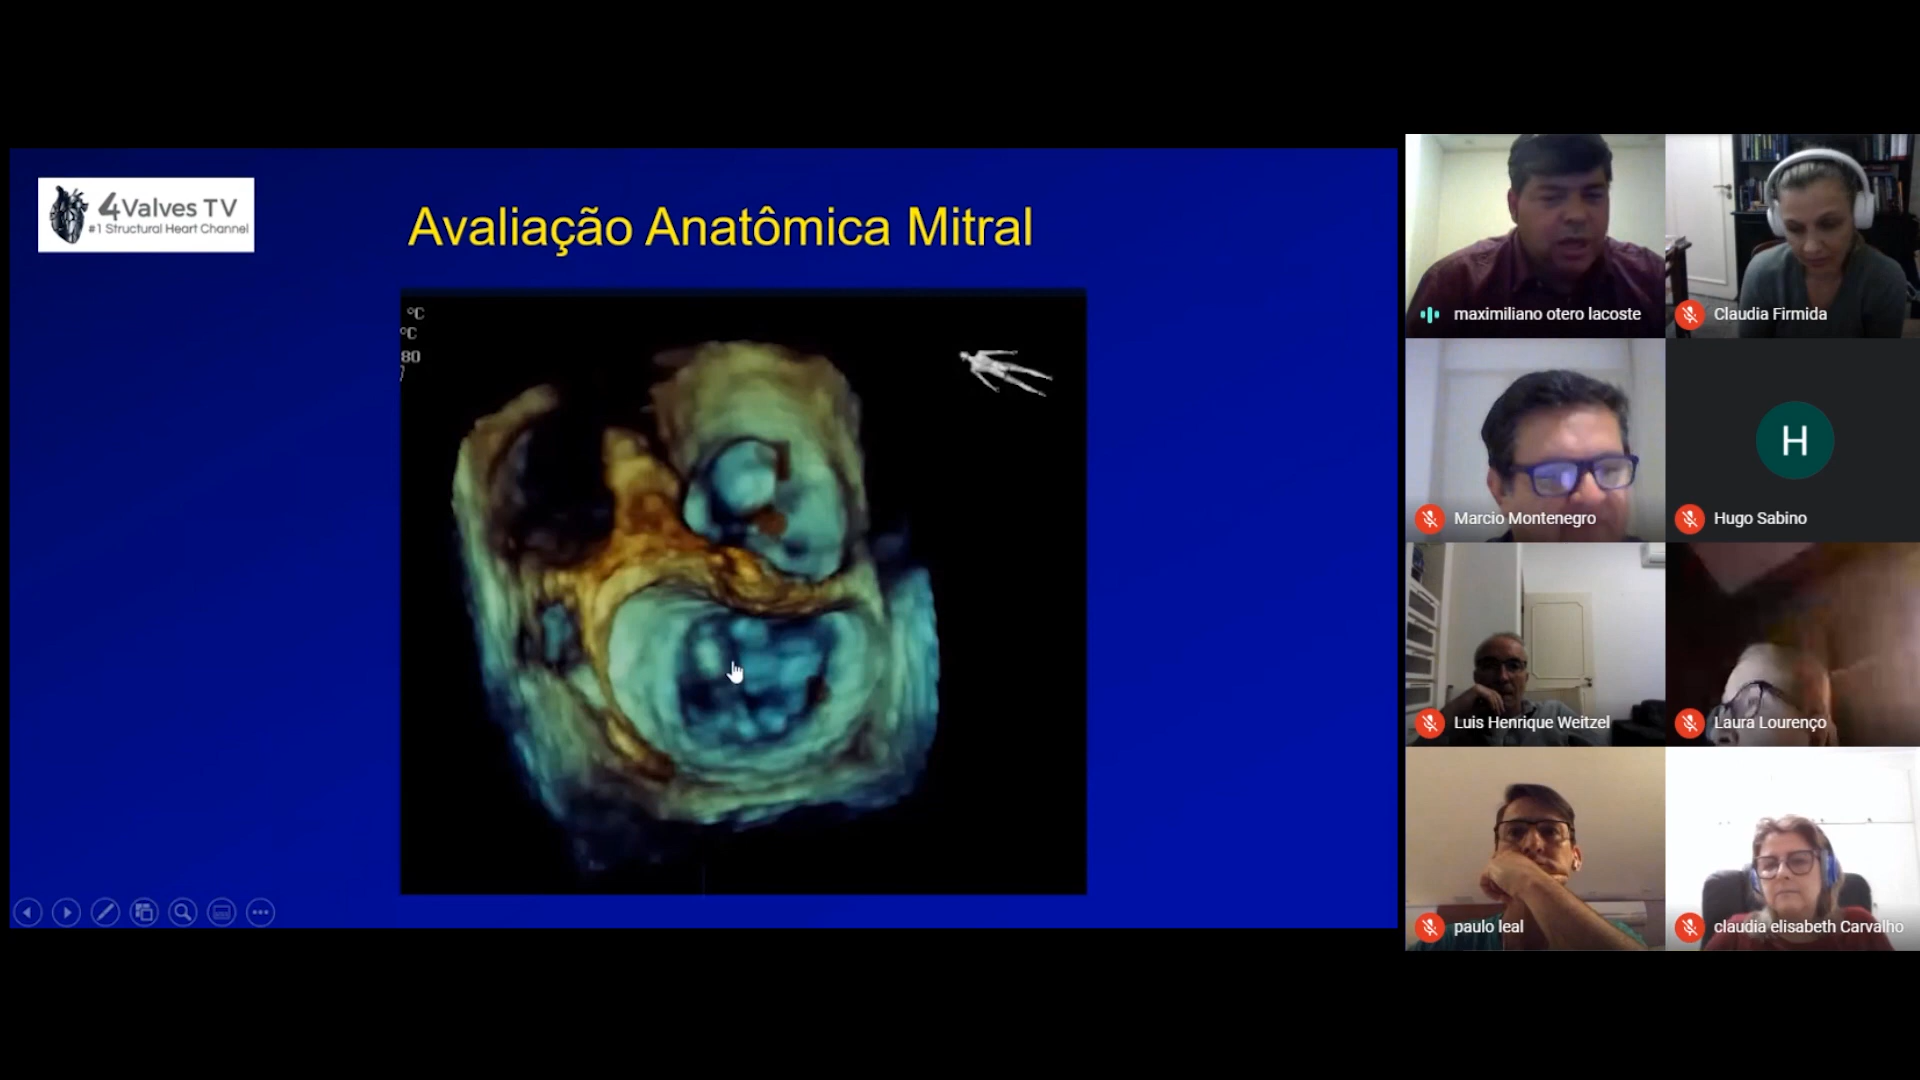 4Valves TV
#1 Structural Heart Channel
Avaliação Anatômica Mitral
°C
°C
80
maximiliano otero lacoste
Claudia Firmida
Marcio Montenegro
H
Hugo Sabino
Luis Henrique Weitzel
Laura Lourenço
paulo leal
claudia elisabeth Carvalho